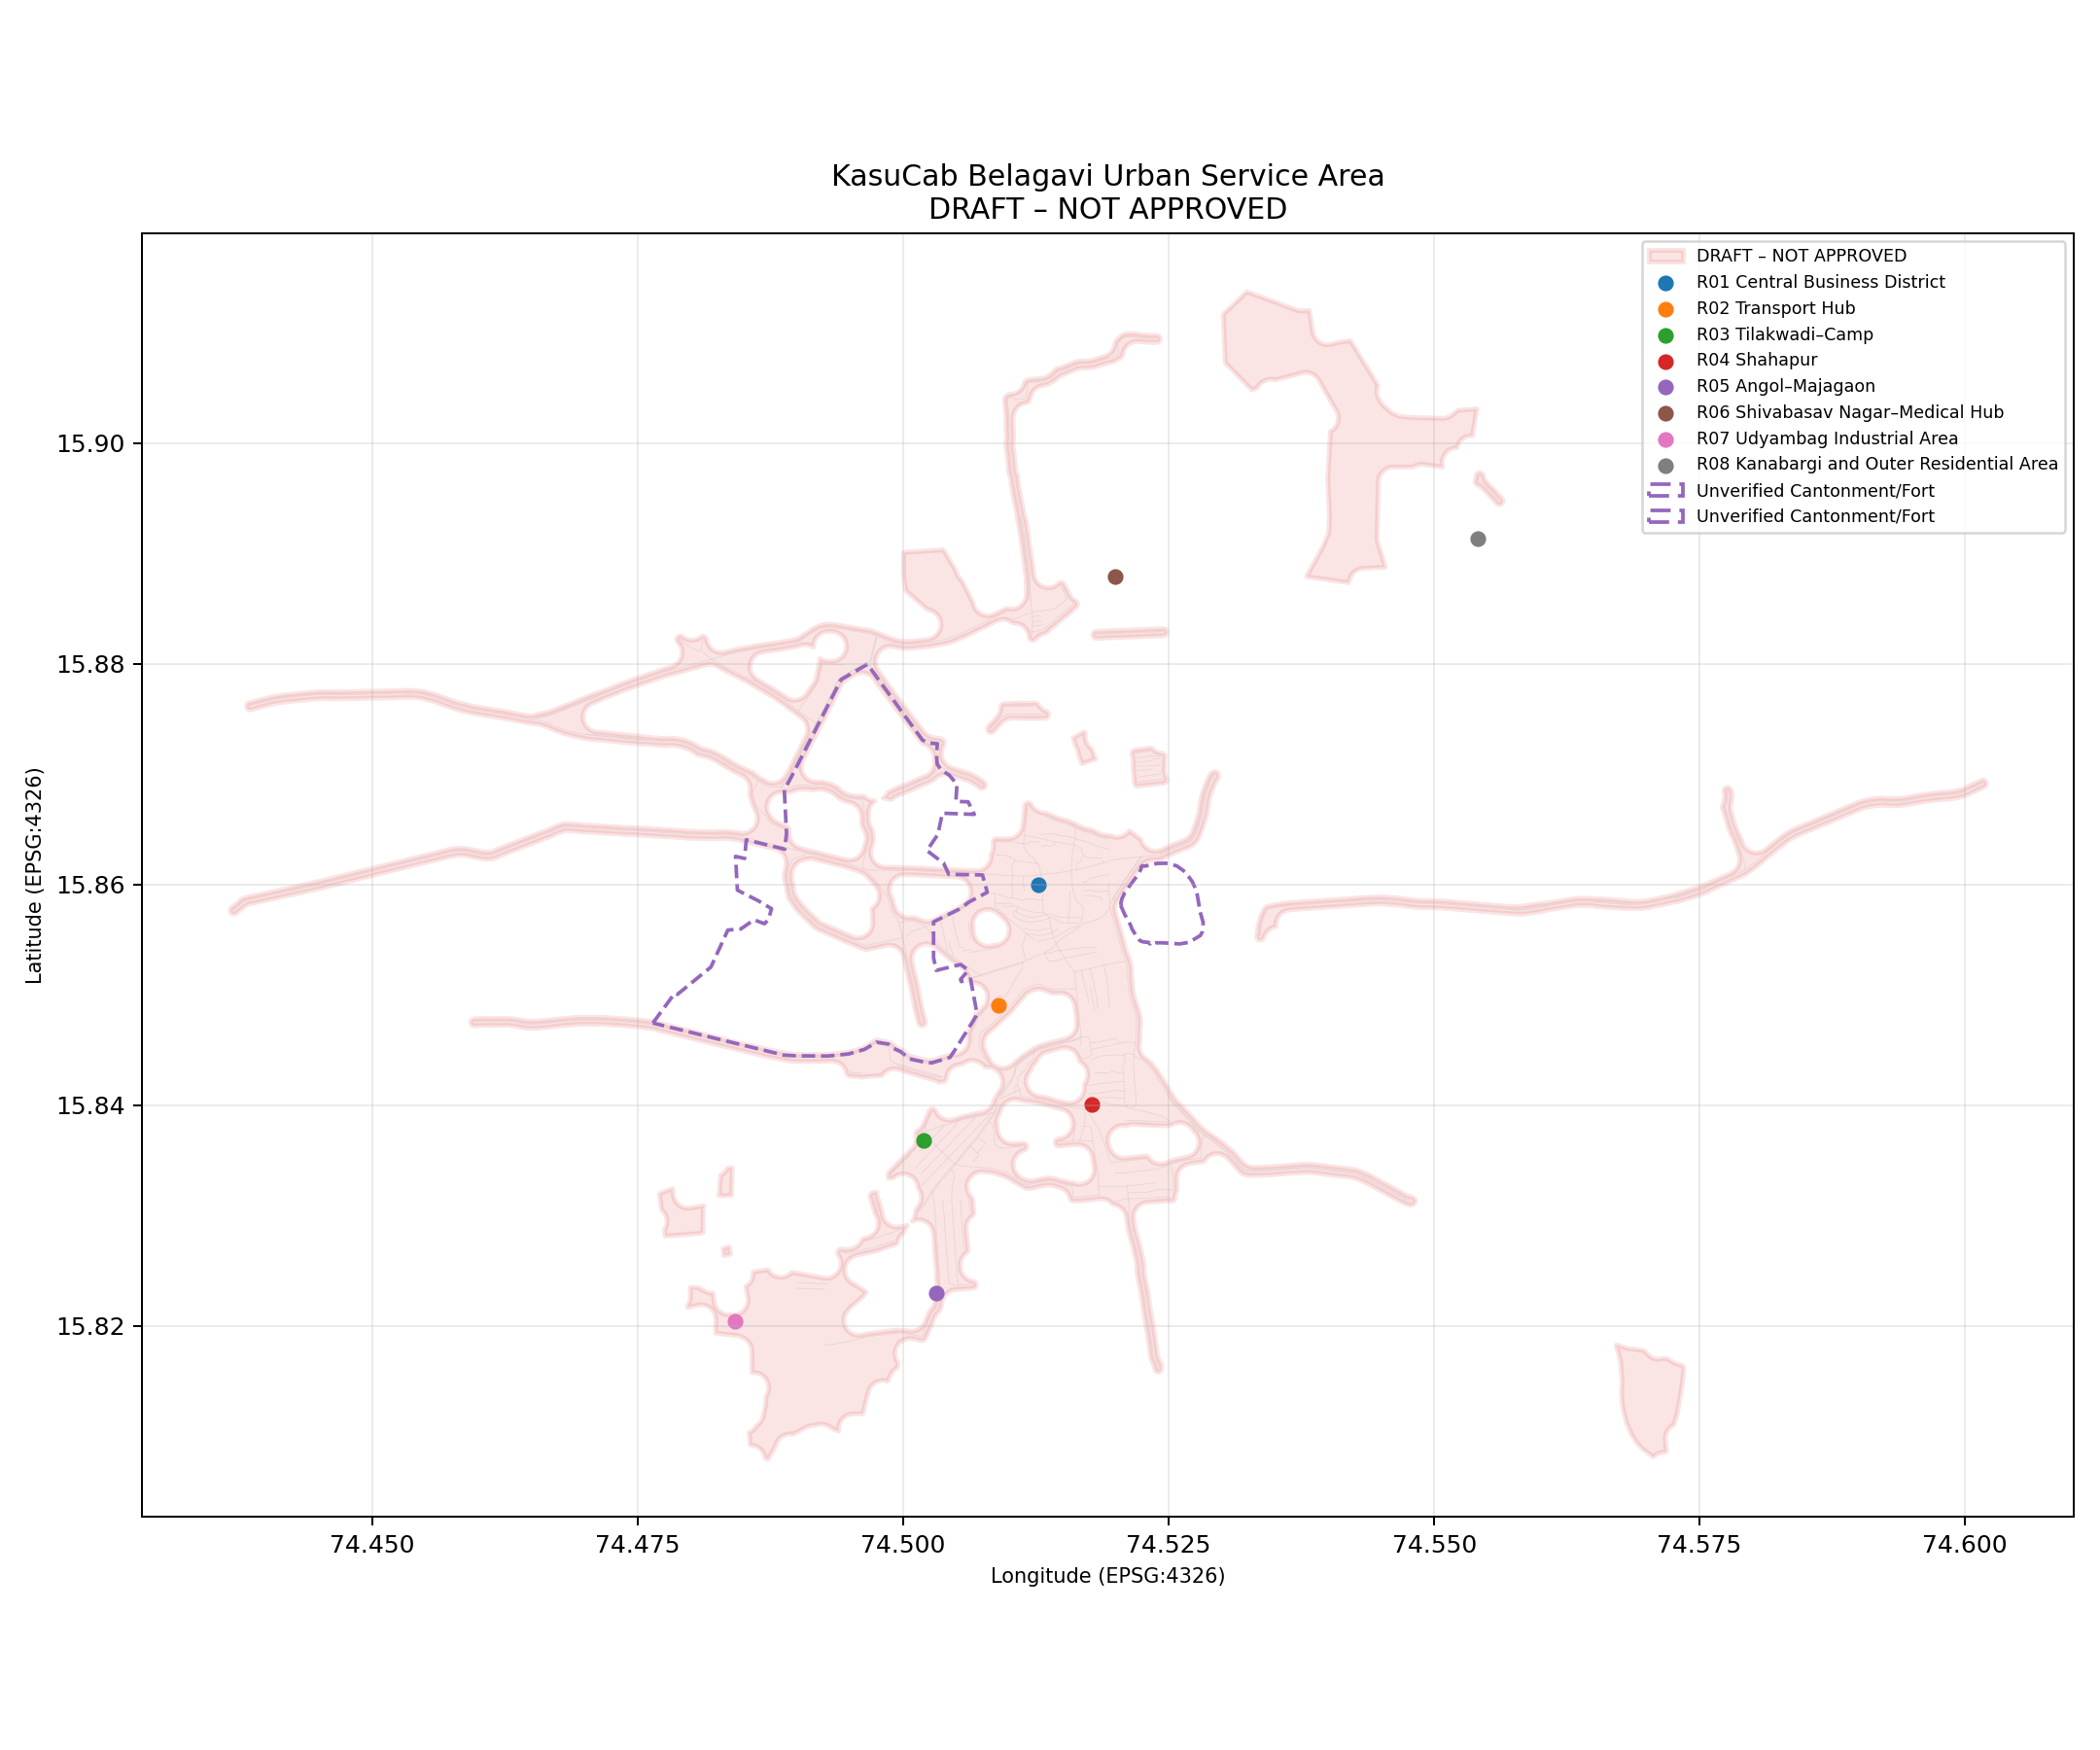 KasuCab Belagavi Urban Service Area
DRAFT – NOT APPROVED
DRAFT – NOT APPROVED
R01 Central Business District
R02 Transport Hub
R03 Tilakwadi–Camp
R04 Shahapur
R05 Angol–Majagaon
R06 Shivabasav Nagar–Medical Hub
R07 Udyambag Industrial Area
R08 Kanabargi and Outer Residential Area
Unverified Cantonment/Fort
Unverified Cantonment/Fort
Latitude (EPSG:4326)
15.90
15.88
15.86
15.84
15.82
74.450
74.475
74.500
74.525
74.550
74.575
74.600
Longitude (EPSG:4326)